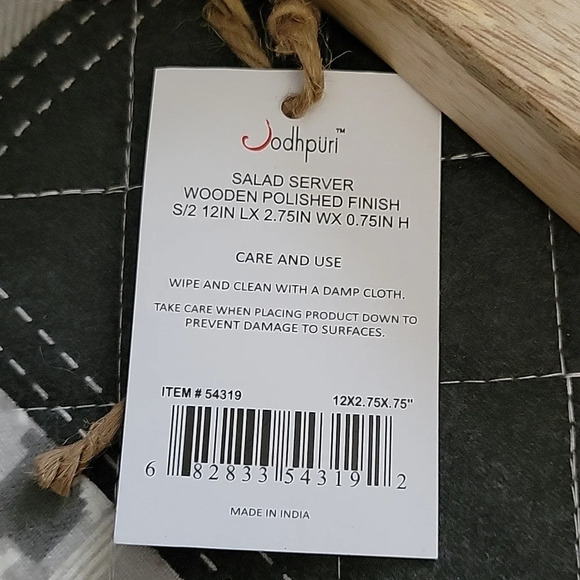 Jodhpuri™
SALAD SERVER
WOODEN POLISHED FINISH
S/2 12IN LX 2.75IN WX 0.75IN H
CARE AND USE
WIPE AND CLEAN WITH A DAMP CLOTH.
TAKE CARE WHEN PLACING PRODUCT DOWN TO
PREVENT DAMAGE TO SURFACES.
ITEM # 54319 12X2.75X.75"
6 82833 54319 2
MADE IN INDIA